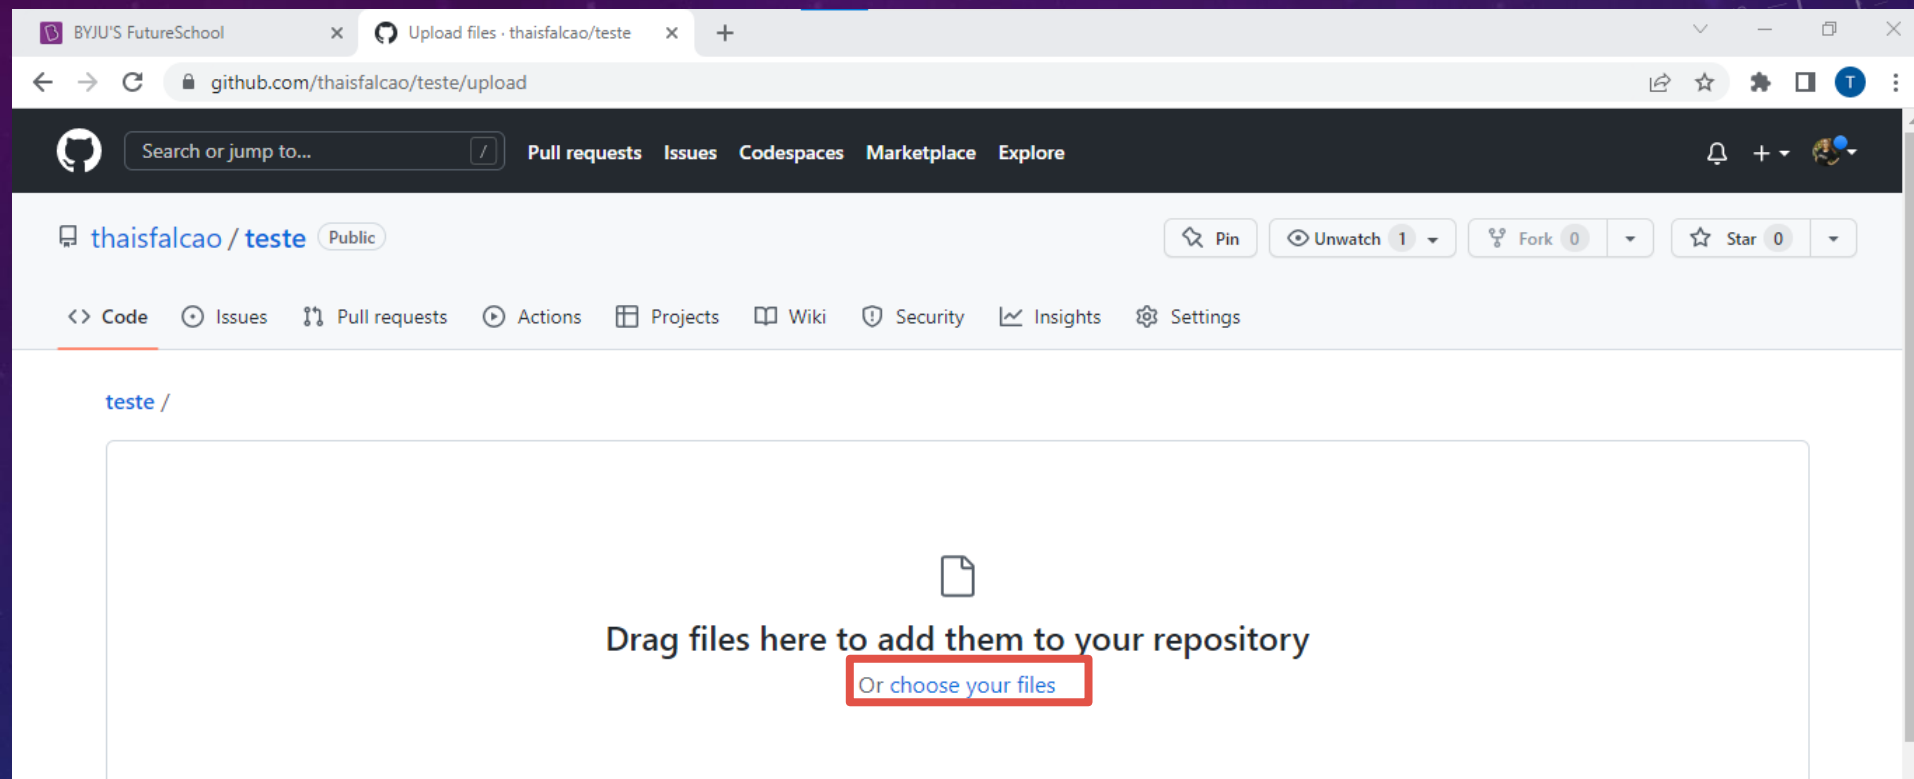 BYJU'S FutureSchool
Upload files · thaisfalcao/teste
github.com/thaisfalcao/teste/upload
T
Search or jump to... /
Pull requests Issues Codespaces Marketplace Explore
thaisfalcao / teste Public
Pin Unwatch 1 Fork 0 Star 0
Code Issues Pull requests Actions Projects Wiki Security Insights Settings
teste /
Drag files here to add them to your repository
Or choose your files